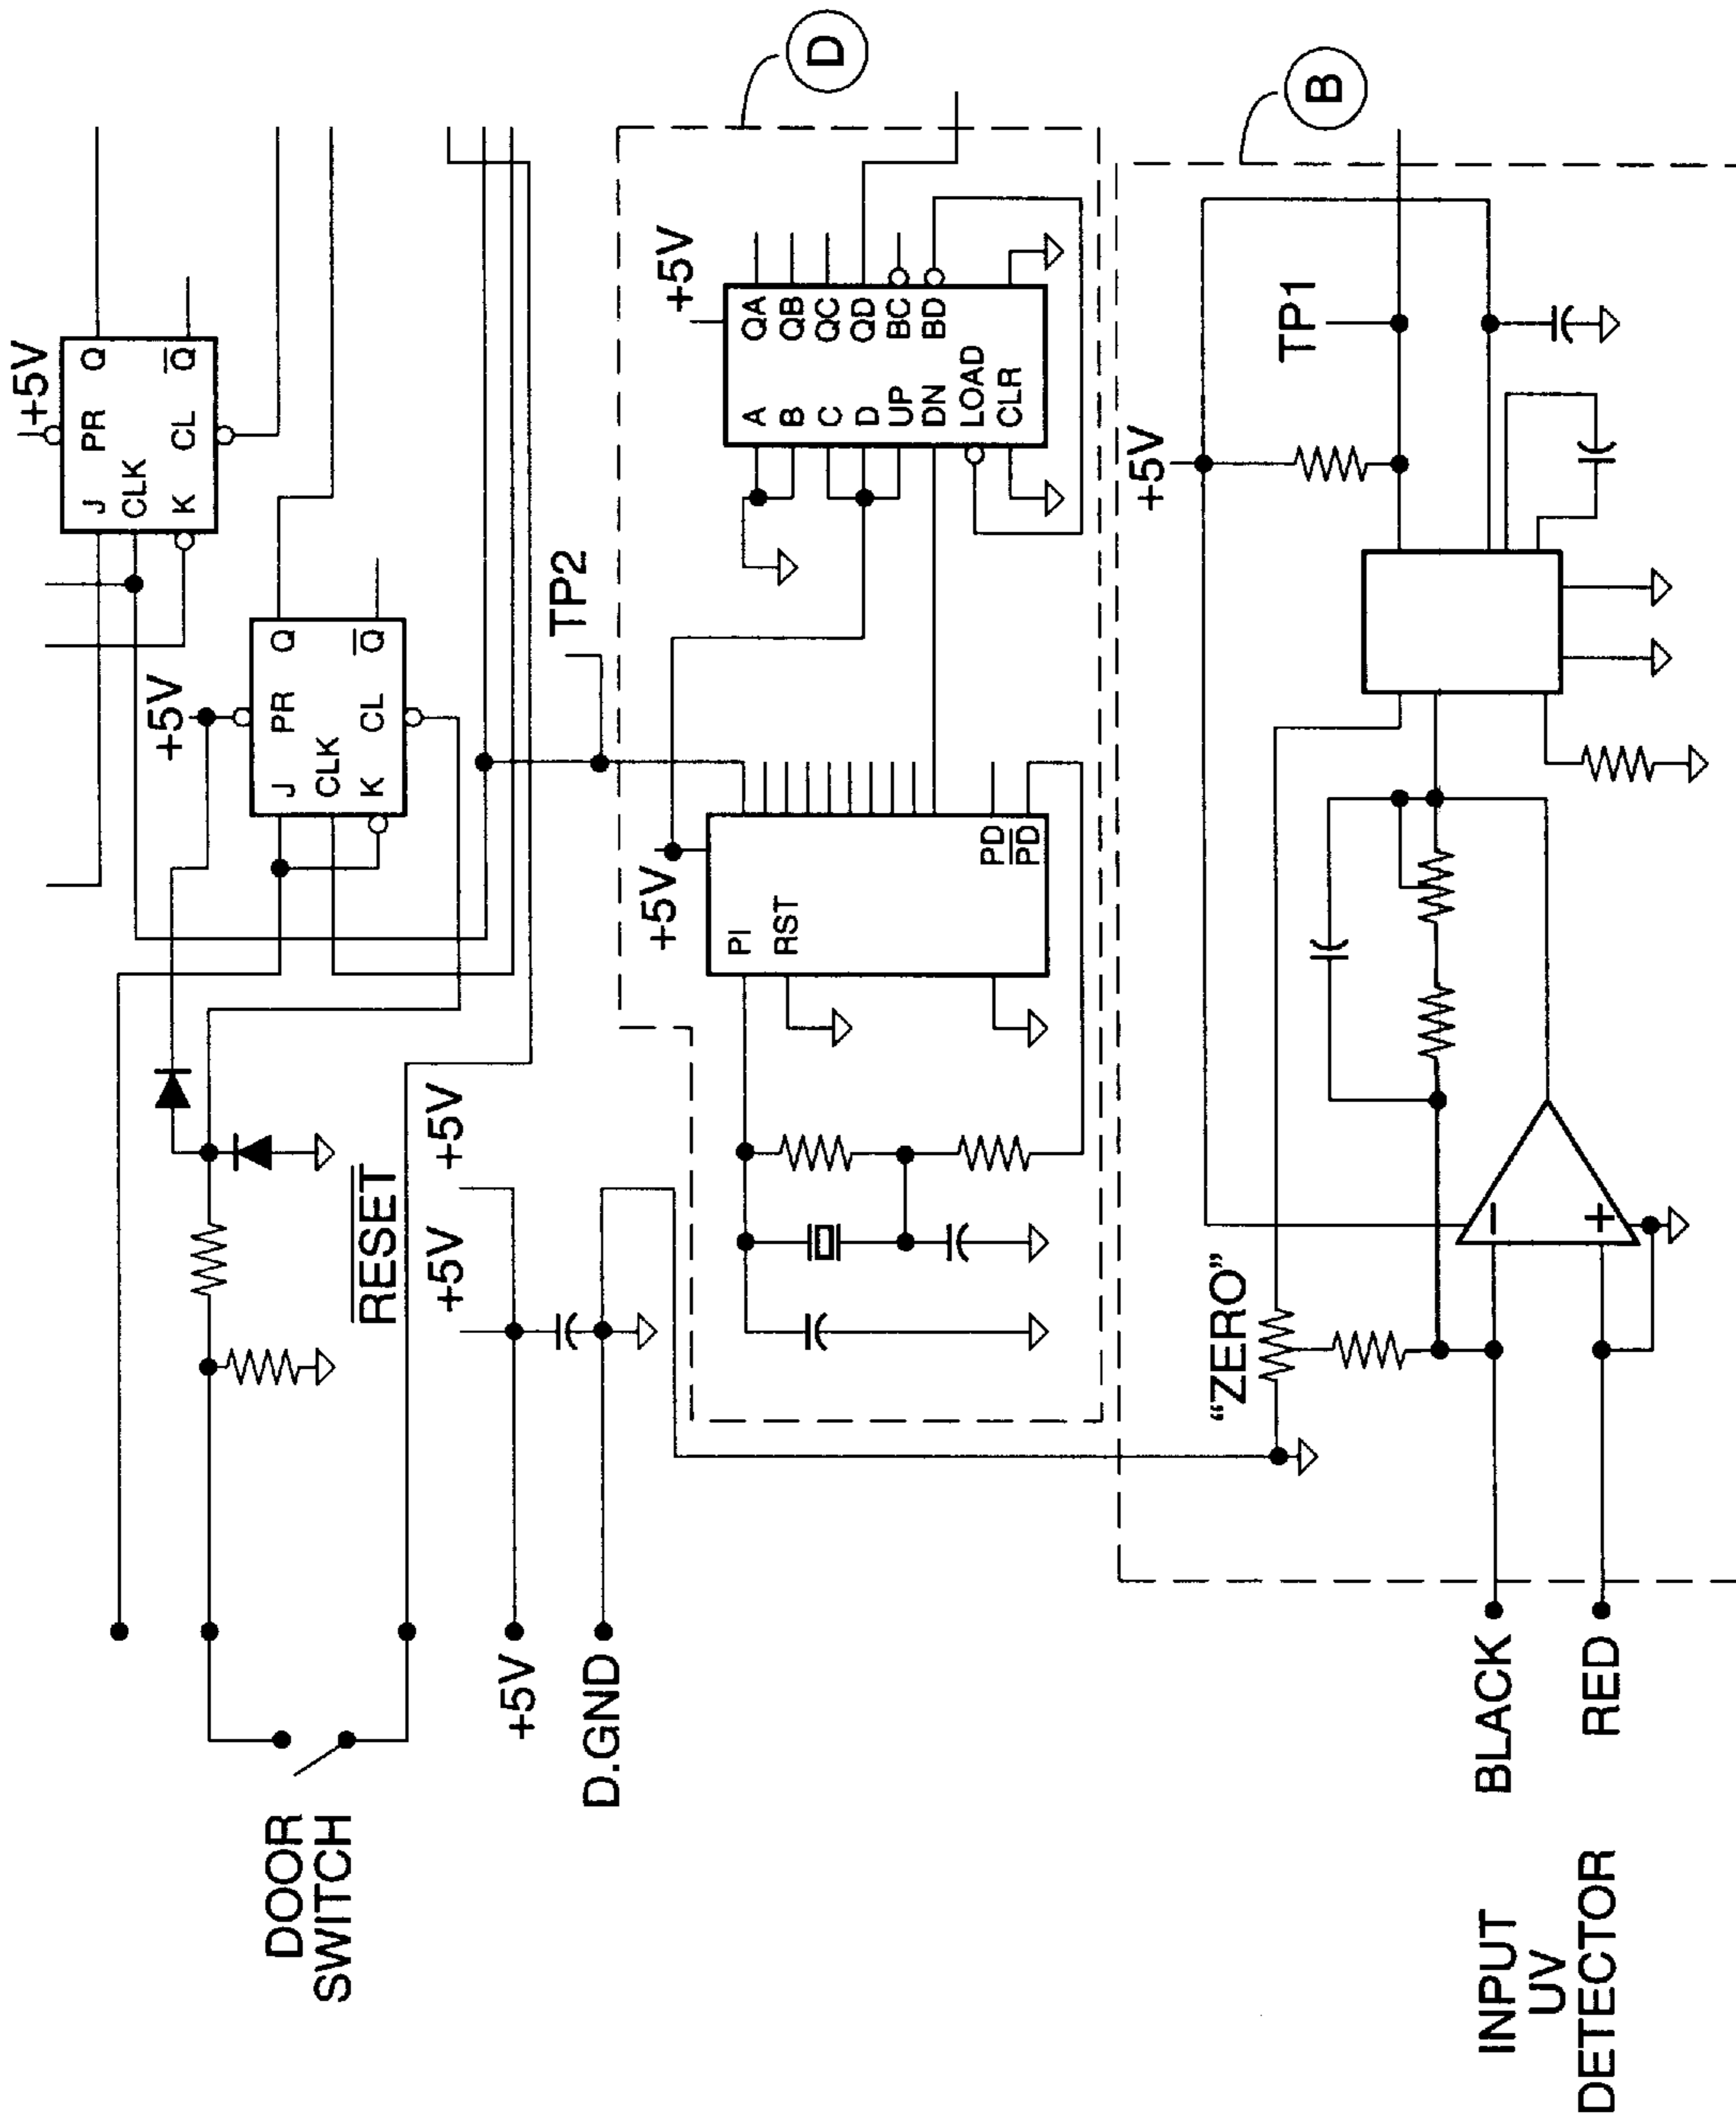 +5V
J
PR
Q
CLK
K
CL
Q̅
+5V
J
PR
Q
CLK
K
CL
Q̅
DOOR
SWITCH
R̅E̅S̅E̅T̅
+5V
+5V
+5V
D.GND
TP2
D
+5V
PI
RST
PD
P̅D̅
+5V
A
QA
B
QB
C
QC
D
QD
UP
BC
DN
BD
LOAD
CLR
B
+5V
TP1
"ZERO"
−
+
INPUT
UV
DETECTOR
BLACK
RED